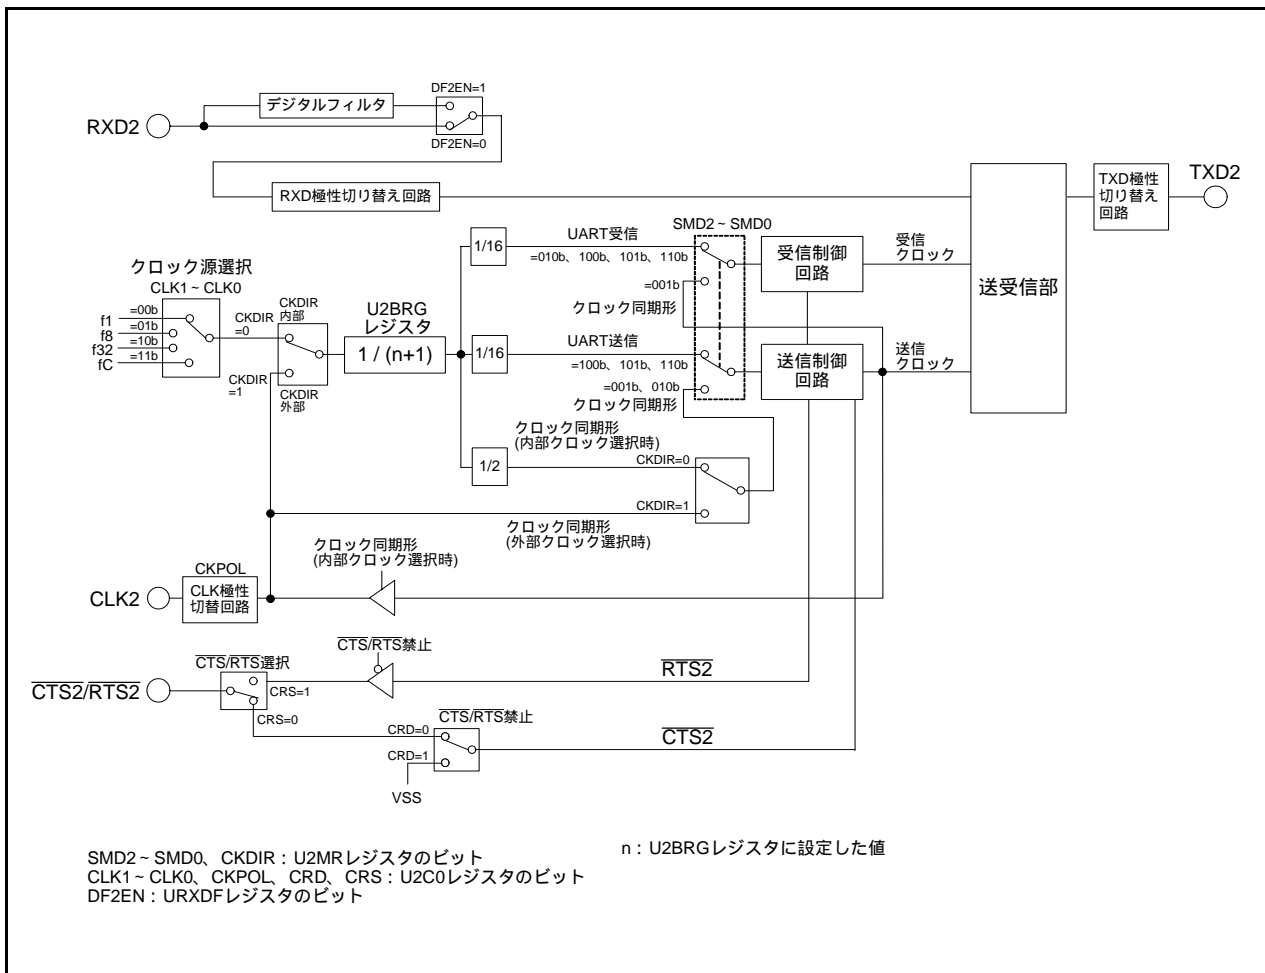 DF2EN=1
デジタルフィルタ
RXD2
DF2EN=0
RXD極性切り替え回路
TXD極性
切り替え
回路
TXD2
SMD2～SMD0
UART受信
1/16
=010b、100b、101b、110b
=001b
クロック同期形
受信制御
回路
受信
クロック
送受信部
クロック源選択
CLK1～CLK0
f1
=00b
f8
=01b
f32
=10b
fC
=11b
CKDIR
=0
CKDIR
内部
CKDIR
=1
CKDIR
外部
U2BRG
レジスタ
1 / (n+1)
UART送信
1/16
=100b、101b、110b
=001b、010b
クロック同期形
送信制御
回路
送信
クロック
クロック同期形
(内部クロック選択時)
1/2
CKDIR=0
CKDIR=1
クロック同期形
(外部クロック選択時)
クロック同期形
(内部クロック選択時)
CKPOL
CLK2
CLK極性
切替回路
CTS/RTS禁止
CTS/RTS選択
RTS2
CTS2/RTS2
CRS=1
CRS=0
CTS/RTS禁止
CRD=0
CTS2
CRD=1
VSS
SMD2～SMD0、CKDIR：U2MRレジスタのビット
CLK1～CLK0、CKPOL、CRD、CRS：U2C0レジスタのビット
DF2EN：URXDFレジスタのビット
n：U2BRGレジスタに設定した値